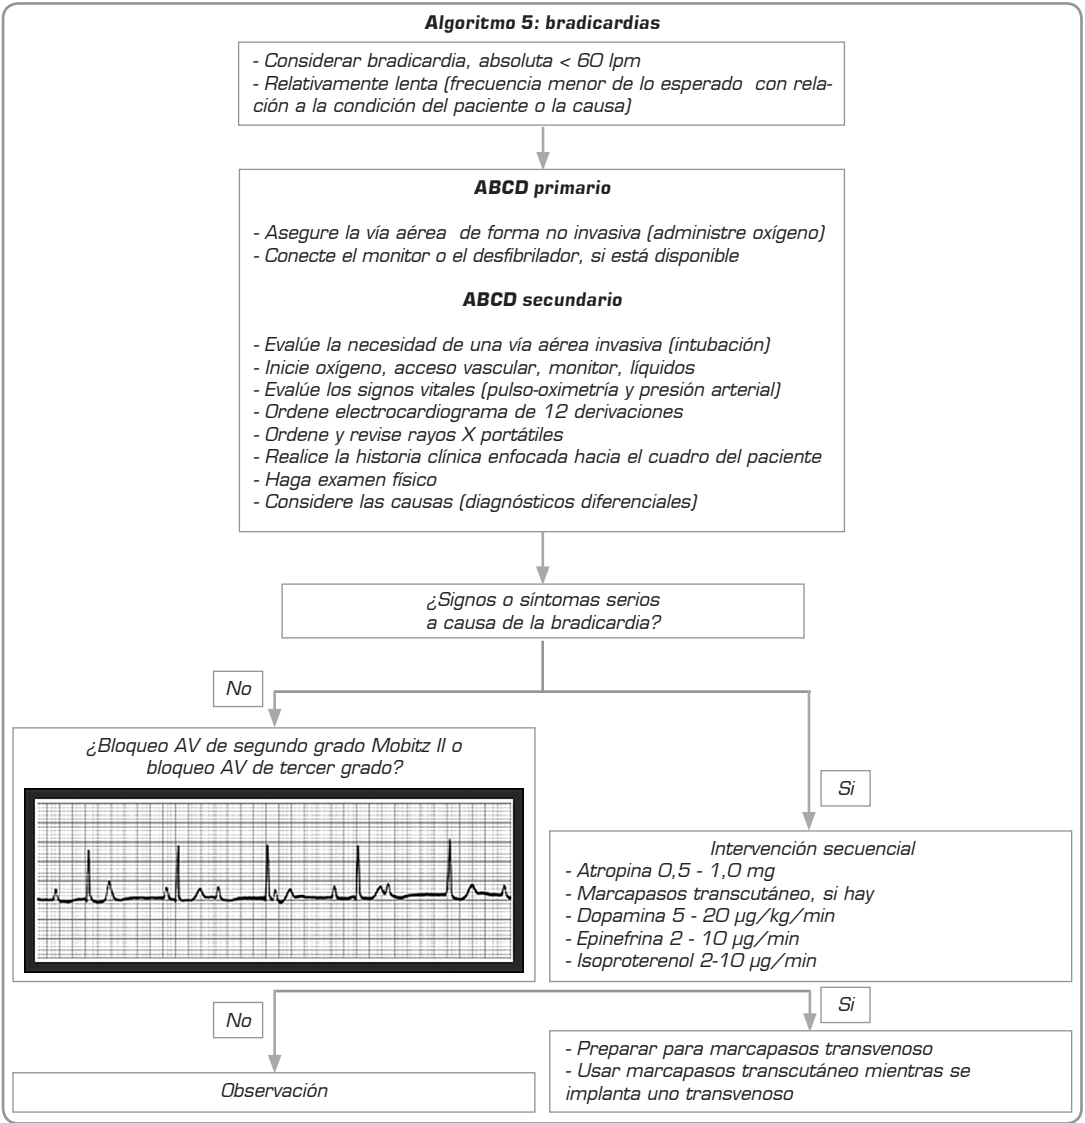 Algoritmo 5: bradicardias
- Considerar bradicardia, absoluta < 60 lpm
- Relativamente lenta (frecuencia menor de lo esperado con rela-
ción a la condición del paciente o la causa)
ABCD primario
- Asegure la vía aérea de forma no invasiva (administre oxígeno)
- Conecte el monitor o el desfibrilador, si está disponible
ABCD secundario
- Evalúe la necesidad de una vía aérea invasiva (intubación)
- Inicie oxígeno, acceso vascular, monitor, líquidos
- Evalúe los signos vitales (pulso-oximetría y presión arterial)
- Ordene electrocardiograma de 12 derivaciones
- Ordene y revise rayos X portátiles
- Realice la historia clínica enfocada hacia el cuadro del paciente
- Haga examen físico
- Considere las causas (diagnósticos diferenciales)
¿Signos o síntomas serios
a causa de la bradicardia?
No
¿Bloqueo AV de segundo grado Mobitz II o
bloqueo AV de tercer grado?
Si
Intervención secuencial
- Atropina 0,5 - 1,0 mg
- Marcapasos transcutáneo, si hay
- Dopamina 5 - 20 µg/kg/min
- Epinefrina 2 - 10 µg/min
- Isoproterenol 2-10 µg/min
No
Si
Observación
- Preparar para marcapasos transvenoso
- Usar marcapasos transcutáneo mientras se
implanta uno transvenoso